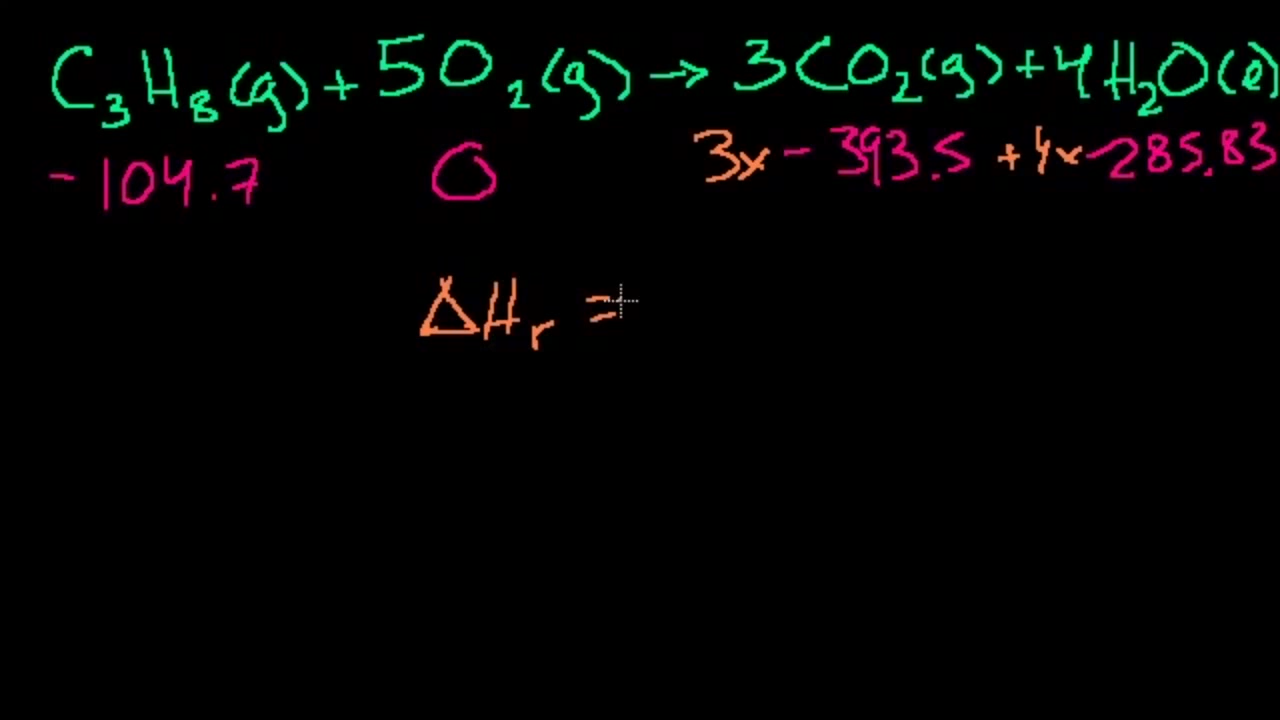 C₃H₈(g) + 5O₂(g) → 3CO₂(g) + 4H₂O(l)
-104.7 0 3x -393.5 + 4x -285.83
ΔHr =